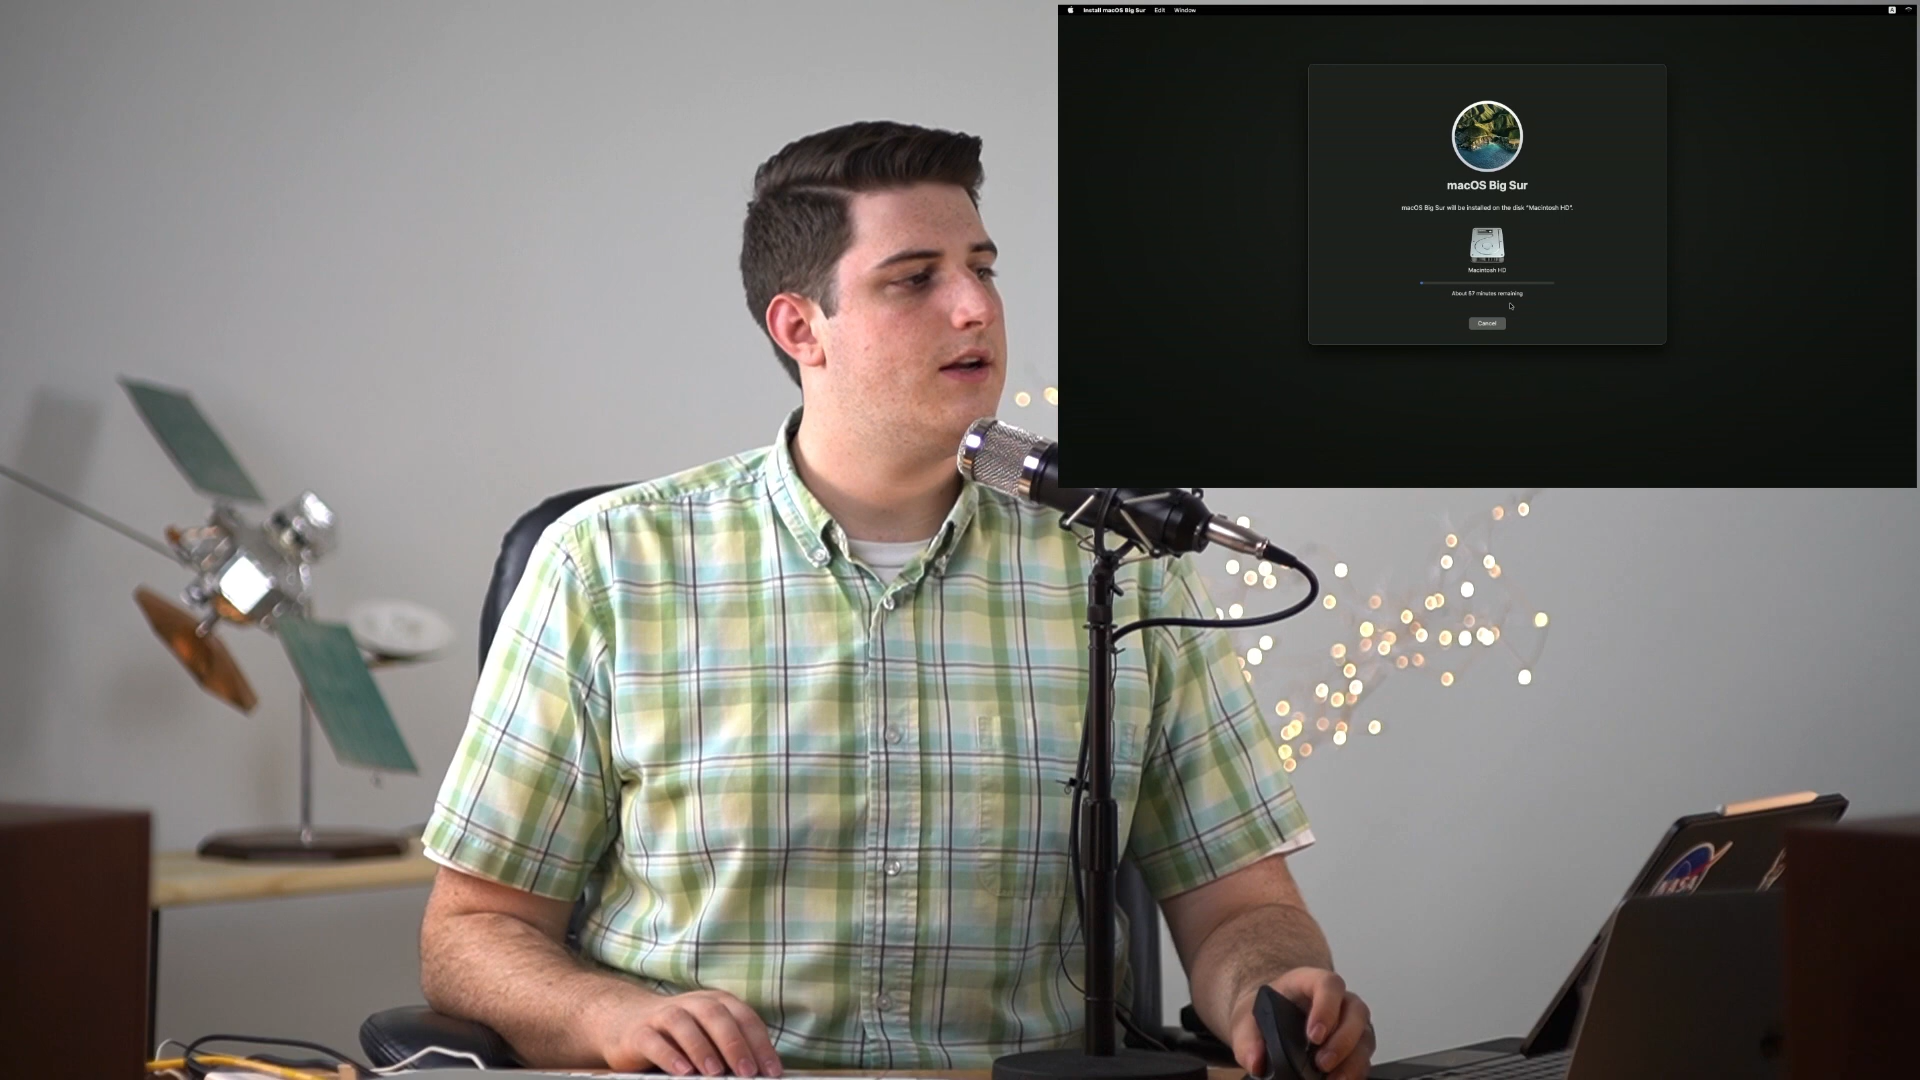 Install macOS Big Sur Edit Window A
macOS Big Sur
macOS Big Sur will be installed on the disk "Macintosh HD".
Macintosh HD
About 57 minutes remaining
Cancel
NASA